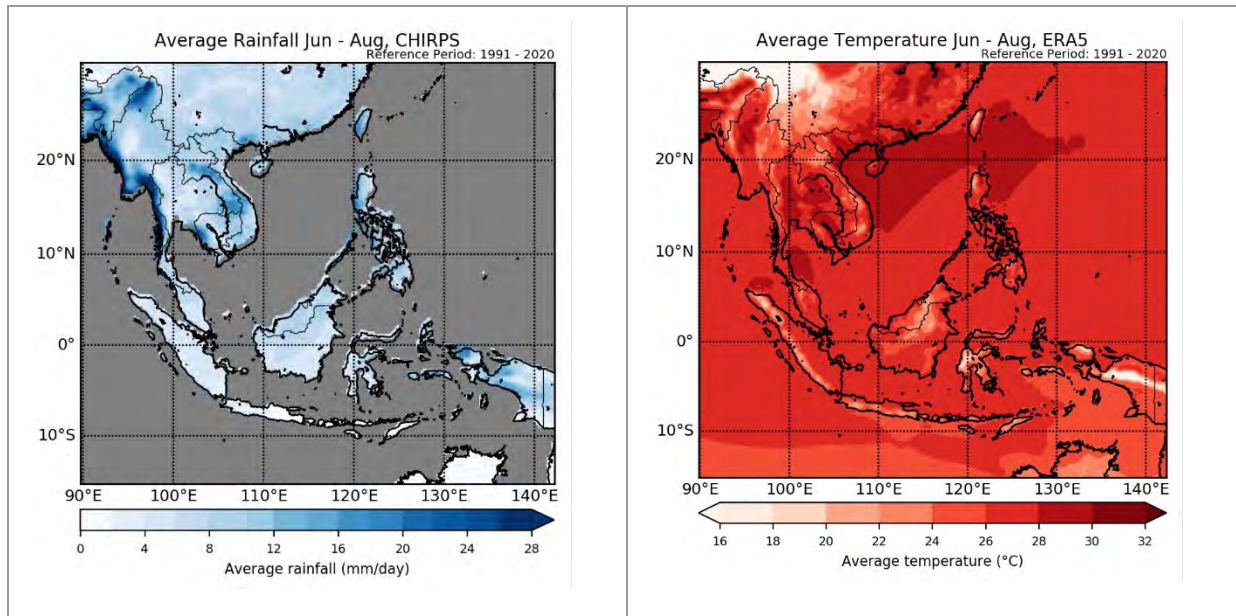 Average Rainfall Jun - Aug, CHIRPS
Reference Period: 1991 - 2020
20°N
10°N
0°
10°S
90°E 100°E 110°E 120°E 130°E 140°E
0 4 8 12 16 20 24 28
Average rainfall (mm/day)
Average Temperature Jun - Aug, ERA5
Reference Period: 1991 - 2020
20°N
10°N
0°
10°S
90°E 100°E 110°E 120°E 130°E 140°E
16 18 20 22 24 26 28 30 32
Average temperature (°C)